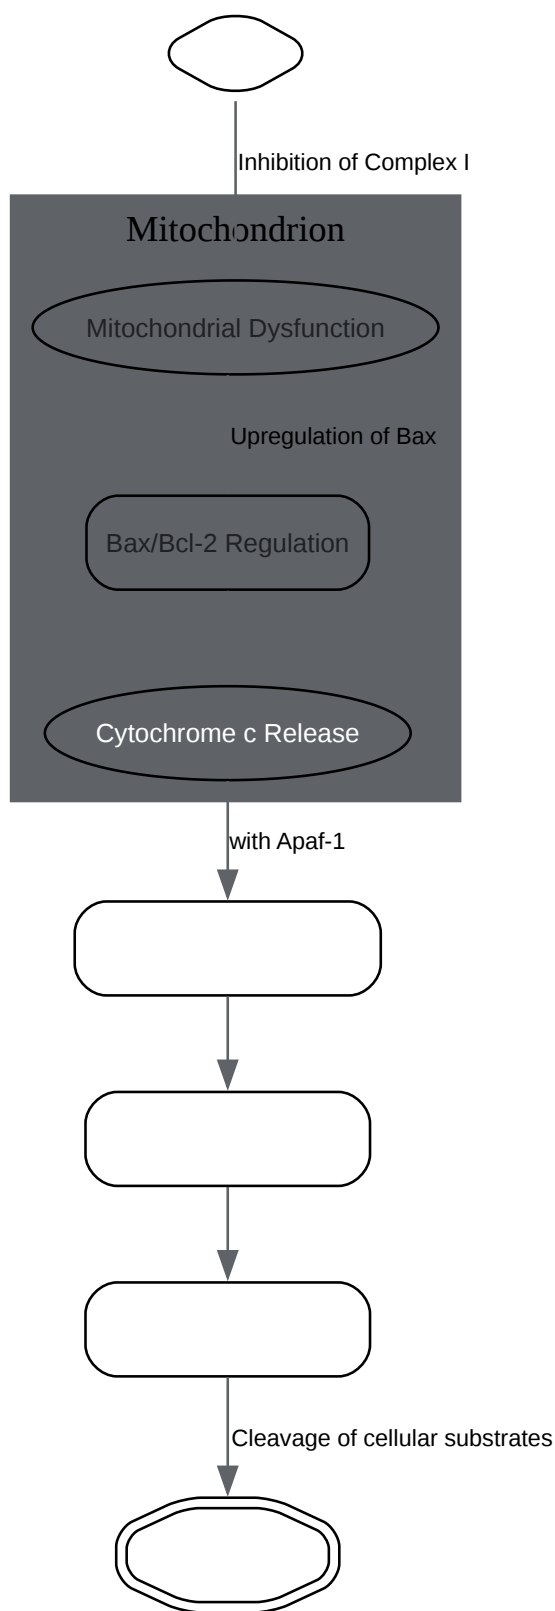 Inhibition of Complex I
Mitochondrion
Mitochondrial Dysfunction
Upregulation of Bax
Bax/Bcl-2 Regulation
Cytochrome c Release
with Apaf-1
Cleavage of cellular substrates